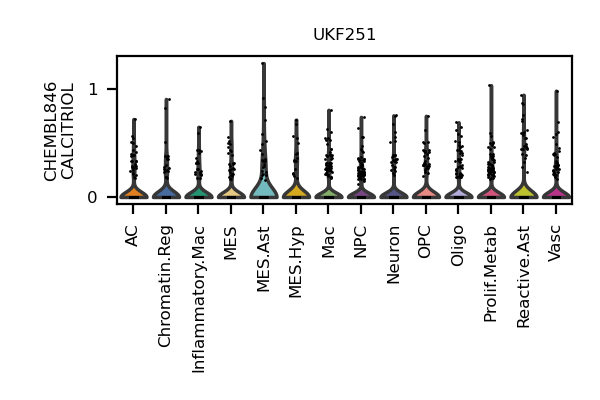 UKF251
CHEMBL846
CALCITRIOL
1
0
AC
Chromatin.Reg
Inflammatory.Mac
MES
MES.Ast
MES.Hyp
Mac
NPC
Neuron
OPC
Oligo
Prolif.Metab
Reactive.Ast
Vasc